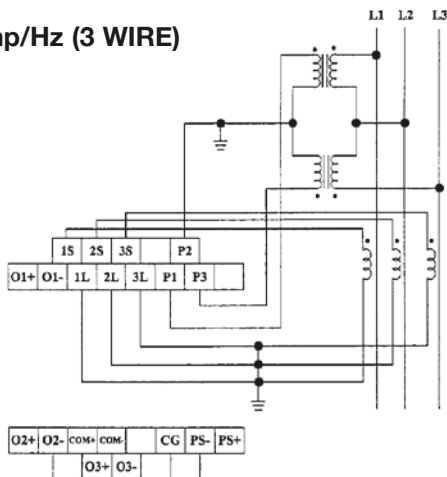 L1 L2 L3
np/Hz (3 WIRE)
1S 2S 3S P2
O1+ O1- 1L 2L 3L P1 P3
O2+ O2- COM+ COM- CG PS- PS+
O3+ O3-